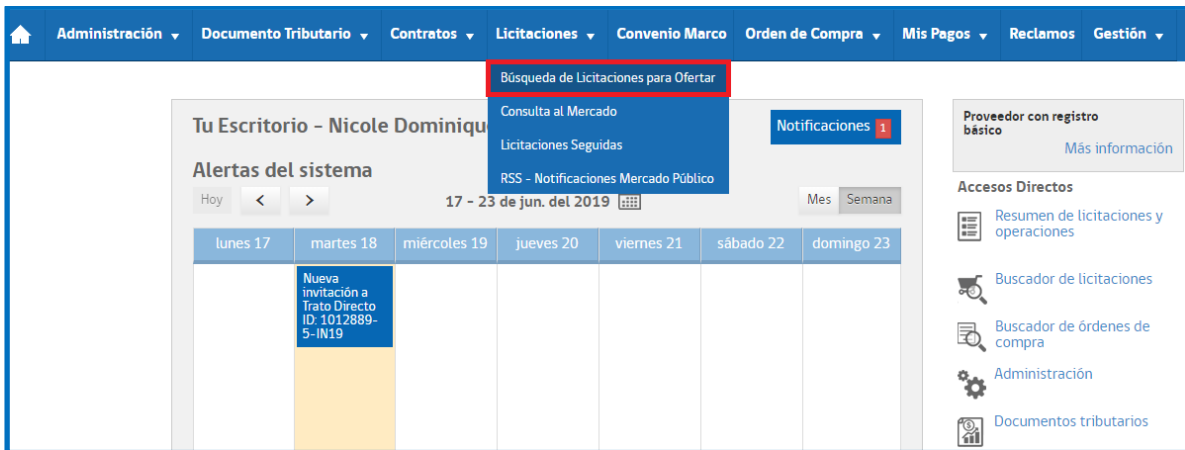 Administración Documento Tributario Contratos Licitaciones Convenio Marco Orden de Compra Mis Pagos Reclamos Gestión
Búsqueda de Licitaciones para Ofertar
Consulta al Mercado
Licitaciones Seguidas
RSS - Notificaciones Mercado Público
Tu Escritorio - Nicole Dominiqu
Notificaciones 1
Alertas del sistema
Hoy < > 17 - 23 de jun. del 2019 Mes Semana
lunes 17 martes 18 miércoles 19 jueves 20 viernes 21 sábado 22 domingo 23
Nueva
invitación a
Trato Directo
ID: 1012889-
5-IN19
Proveedor con registro
básico
Más información
Accesos Directos
Resumen de licitaciones y
operaciones
Buscador de licitaciones
Buscador de órdenes de
compra
Administración
Documentos tributarios